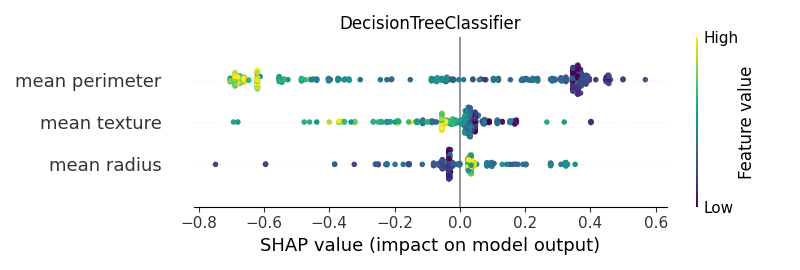 DecisionTreeClassifier
High
mean perimeter
mean texture
mean radius
Feature value
Low
−0.8 −0.6 −0.4 −0.2 0.0 0.2 0.4 0.6
SHAP value (impact on model output)